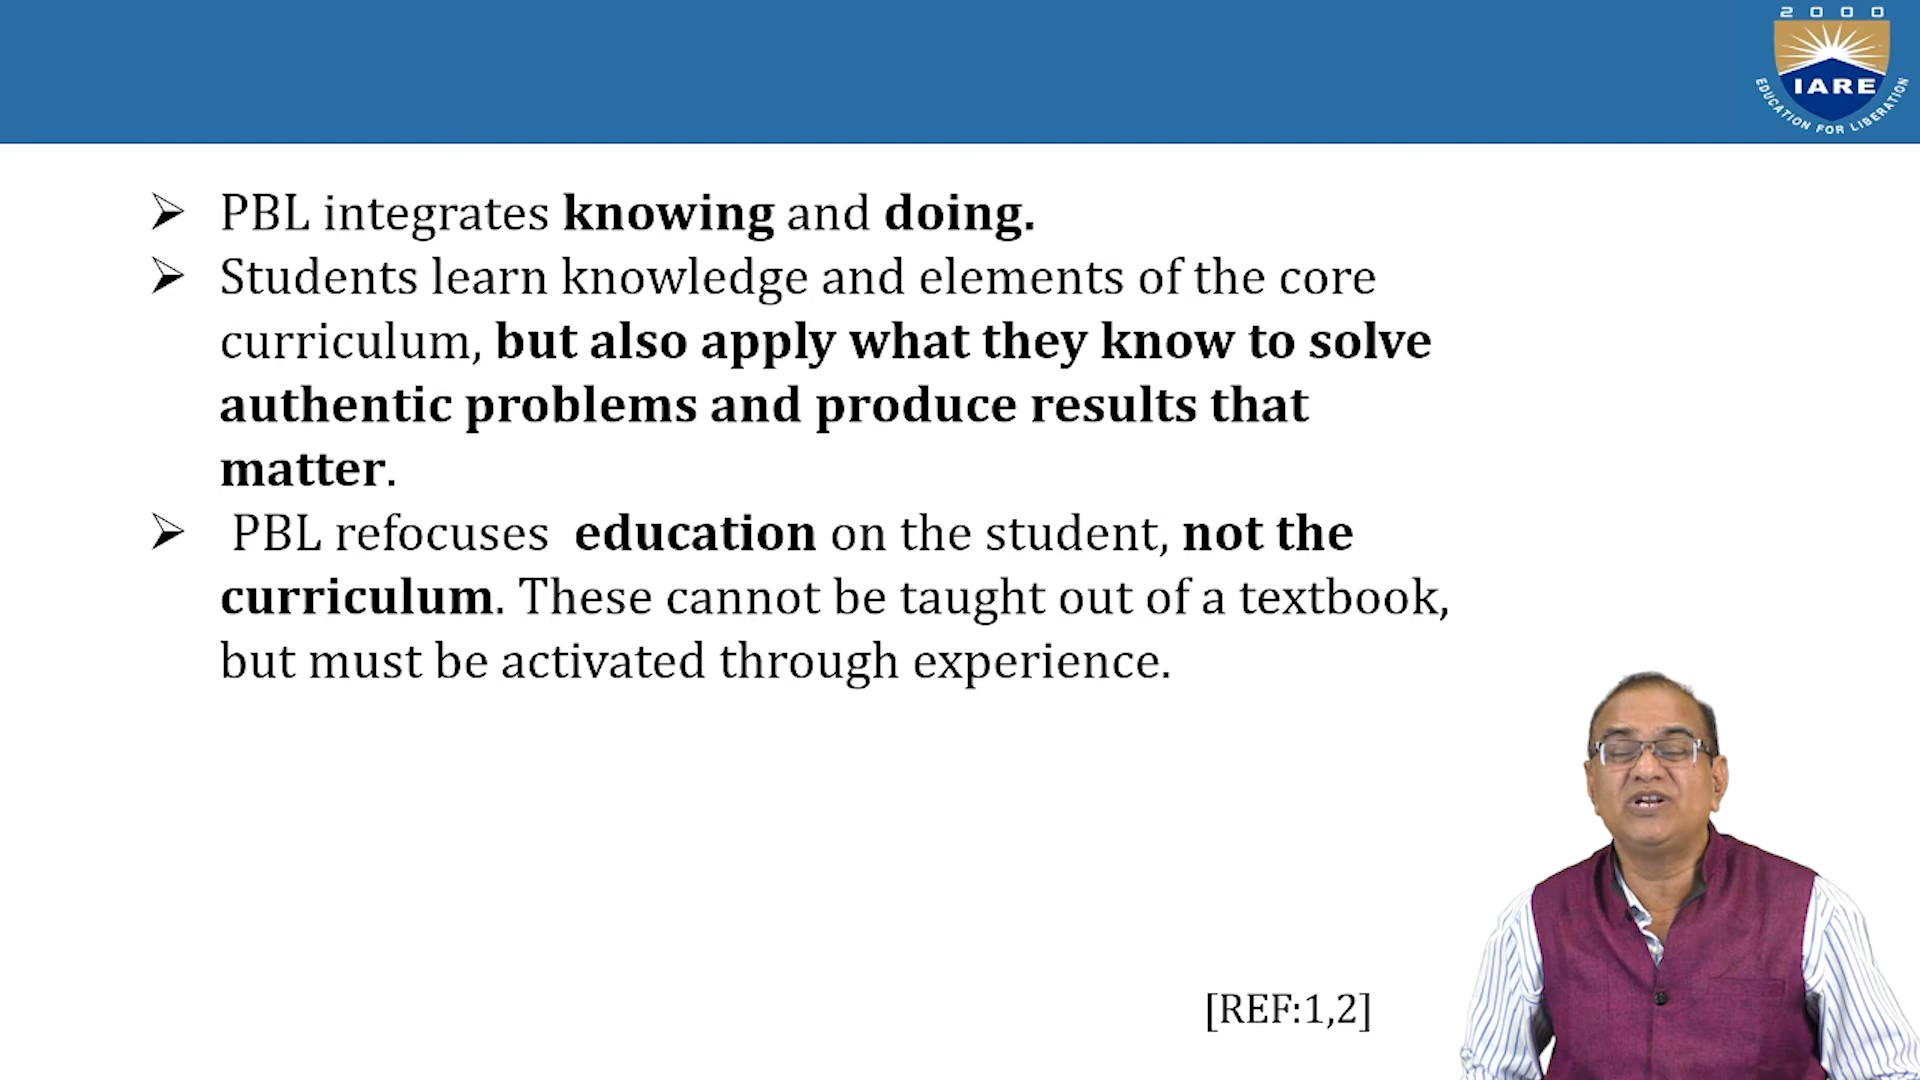 2000
IARE
EDUCATION FOR LIBERATION
➢ PBL integrates knowing and doing.
➢ Students learn knowledge and elements of the core
curriculum, but also apply what they know to solve
authentic problems and produce results that
matter.
➢ PBL refocuses education on the student, not the
curriculum. These cannot be taught out of a textbook,
but must be activated through experience.
[REF:1,2]